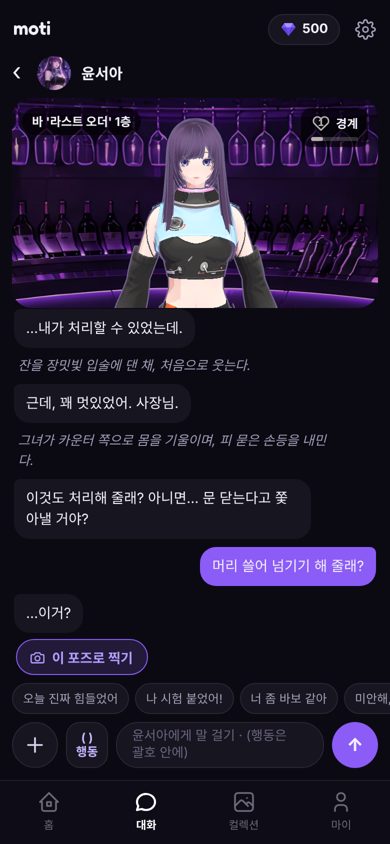 moti
500
윤서아
바 '라스트 오더' 1층
1
경계
...내가 처리할 수 있었는데.
잔을 장밋빛 입술에 댄 채, 처음으로 웃는다.
근데, 꽤 멋있었어. 사장님.
그녀가 카운터 쪽으로 몸을 기울이며, 피 묻은 손등을 내민
다.
이것도 처리해 줄래? 아니면... 문 닫는다고 쫓
아낼 거야?
머리 쓸어 넘기기 해 줄래?
...이거?
이 포즈로 찍기
오늘 진짜 힘들었어
나 시험 붙었어!
너 좀 바보 같아
미안해,
( )
행동
윤서아에게 말 걸기 · (행동은
괄호 안에)
홈
대화
컬렉션
마이